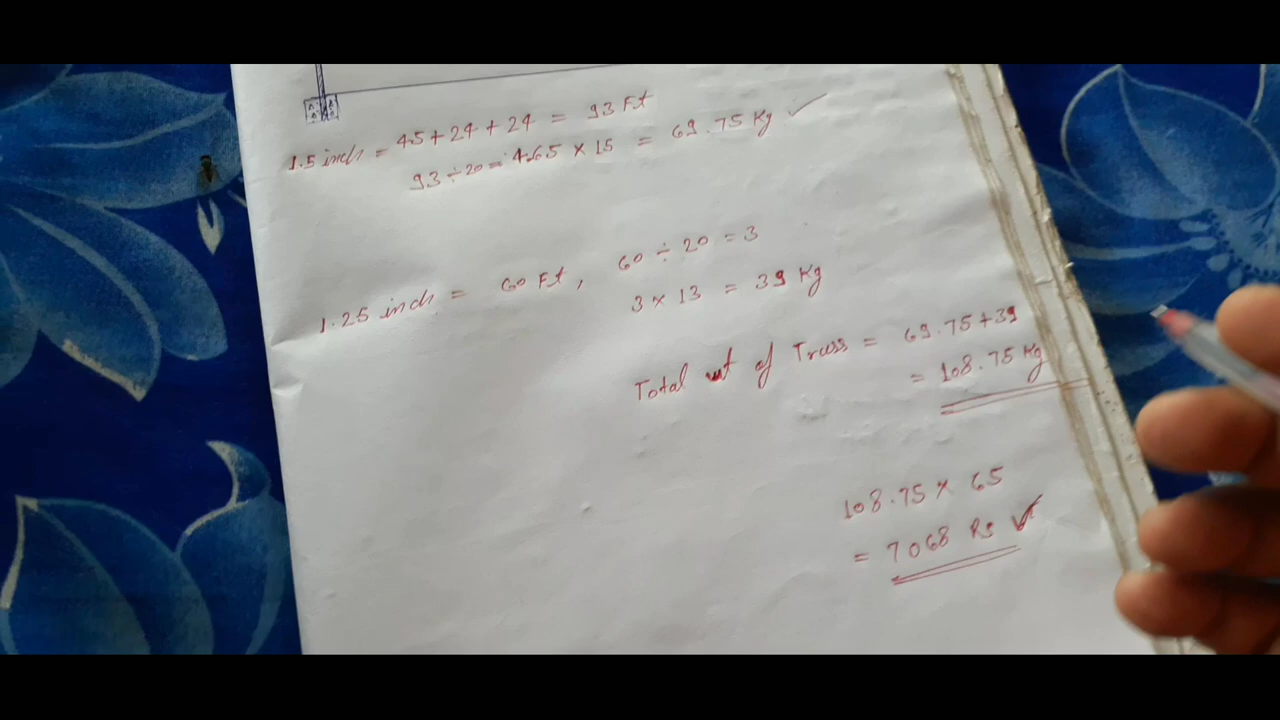 1.5 inch = 45+24+24 = 93 Ft
93÷20 = 4.65 × 15 = 69.75 Kg ✓
1.25 inch = 60 Ft, 60 ÷ 20 = 3
3 × 13 = 39 Kg
Total wt of Truss = 69.75+39
= 108.75 Kg
108.75 × 65
= 7068 Rs ✓